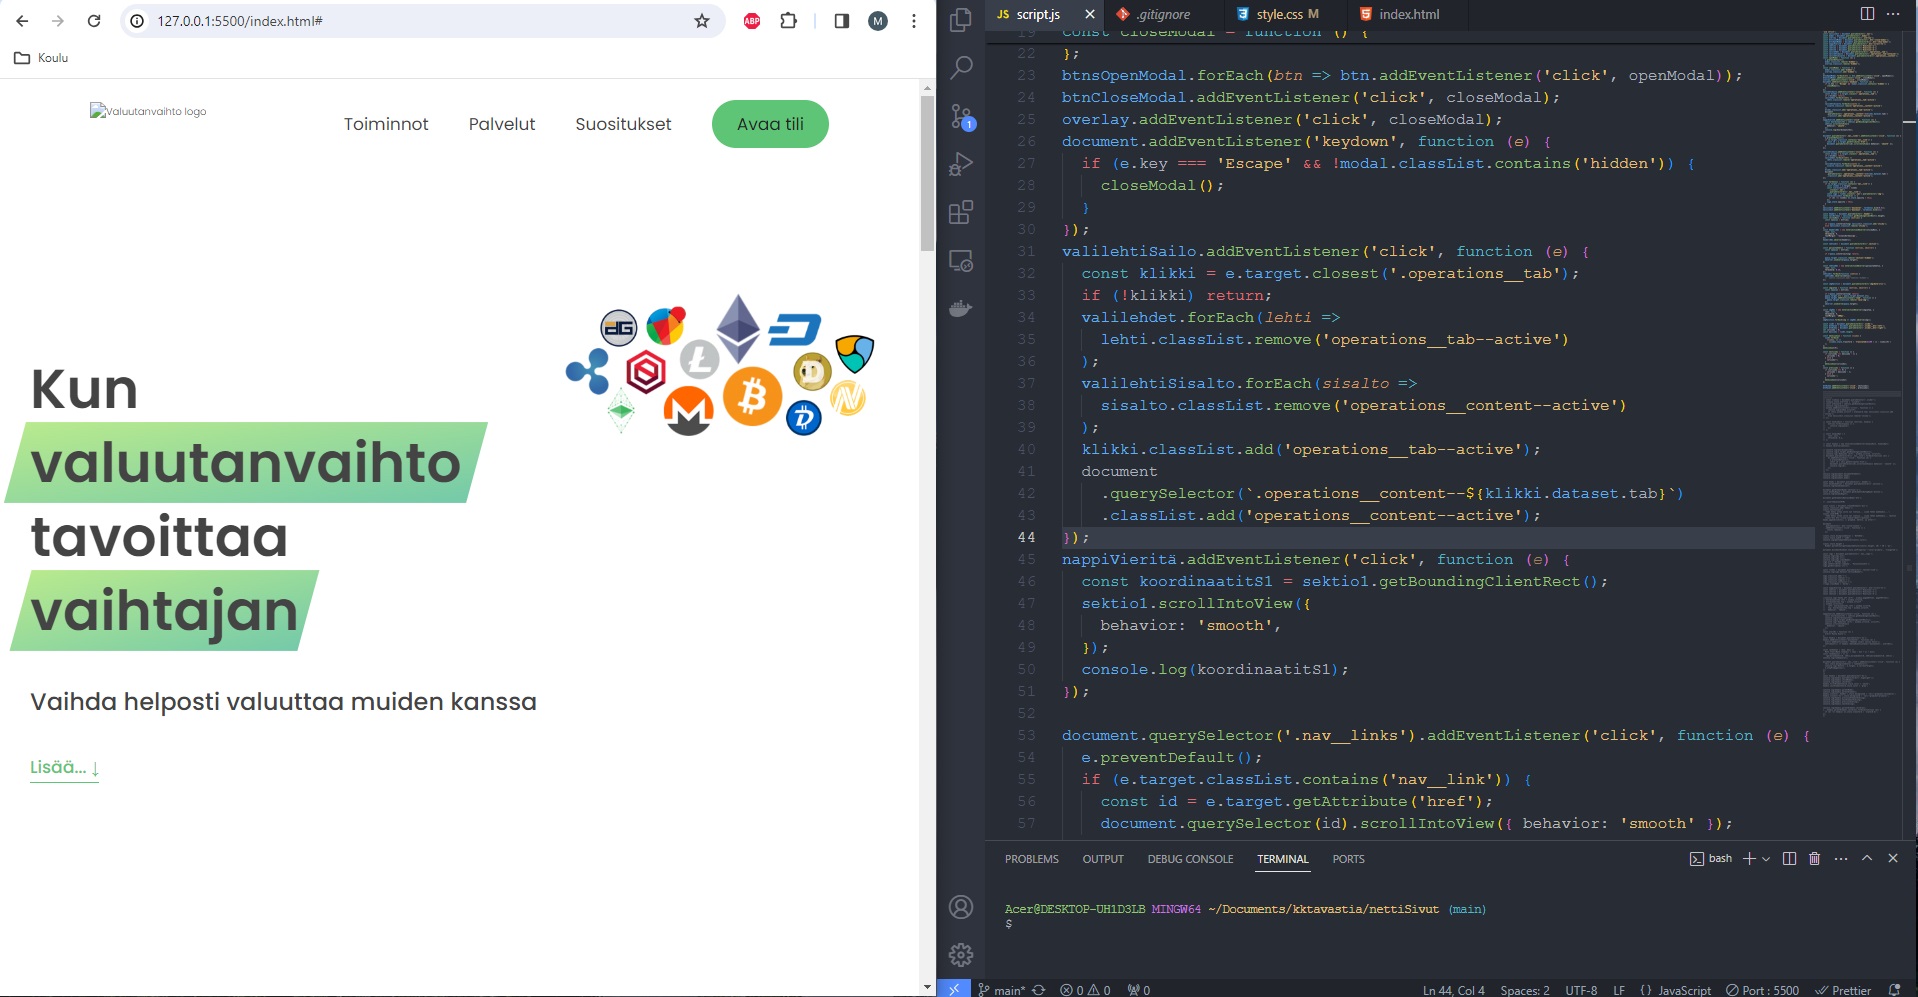 127.0.0.1:5500/index.html#
ABP
M
Koulu
Valuutanvaihto logo
Toiminnot
Palvelut
Suositukset
Avaa tili
Kun
valuutanvaihto
tavoittaa
vaihtajan
Vaihda helposti valuuttaa muiden kanssa
Lisää... ↓
JS script.js
.gitignore
style.css M
index.html
1
19 const closeModal = function () {
22 };
23 btnsOpenModal.forEach(btn => btn.addEventListener('click', openModal));
24 btnCloseModal.addEventListener('click', closeModal);
25 overlay.addEventListener('click', closeModal);
26 document.addEventListener('keydown', function (e) {
27 if (e.key === 'Escape' && !modal.classList.contains('hidden')) {
28 closeModal();
29 }
30 });
31 valilehtiSailo.addEventListener('click', function (e) {
32 const klikki = e.target.closest('.operations__tab');
33 if (!klikki) return;
34 valilehdet.forEach(lehti =>
35 lehti.classList.remove('operations__tab--active')
36 );
37 valilehtiSisalto.forEach(sisalto =>
38 sisalto.classList.remove('operations__content--active')
39 );
40 klikki.classList.add('operations__tab--active');
41 document
42 .querySelector(`.operations__content--${klikki.dataset.tab}`)
43 .classList.add('operations__content--active');
44 });
45 nappiVieritä.addEventListener('click', function (e) {
46 const koordinaatitS1 = sektio1.getBoundingClientRect();
47 sektio1.scrollIntoView({
48 behavior: 'smooth',
49 });
50 console.log(koordinaatitS1);
51 });
52
53 document.querySelector('.nav__links').addEventListener('click', function (e) {
54 e.preventDefault();
55 if (e.target.classList.contains('nav__link')) {
56 const id = e.target.getAttribute('href');
57 document.querySelector(id).scrollIntoView({ behavior: 'smooth' });
PROBLEMS
OUTPUT
DEBUG CONSOLE
TERMINAL
PORTS
bash
Acer@DESKTOP-UH1D3LB MINGW64 ~/Documents/kktavastia/nettiSivut (main)
$
main*
0
0
0
Ln 44, Col 4
Spaces: 2
UTF-8
LF
{} JavaScript
Port : 5500
Prettier